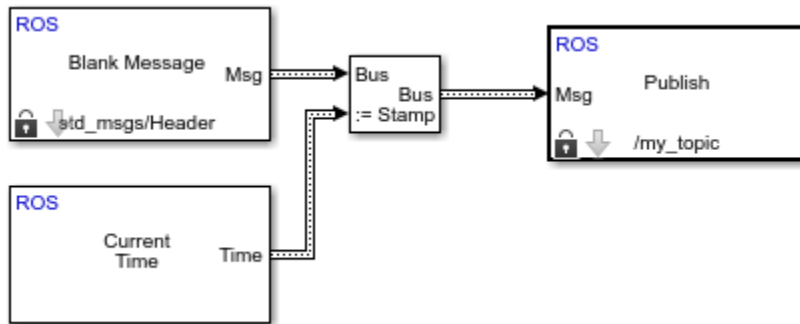 ROS
Blank Message
Msg
std_msgs/Header
Bus
Bus
:= Stamp
ROS
Publish
Msg
/my_topic
ROS
Current
Time
Time